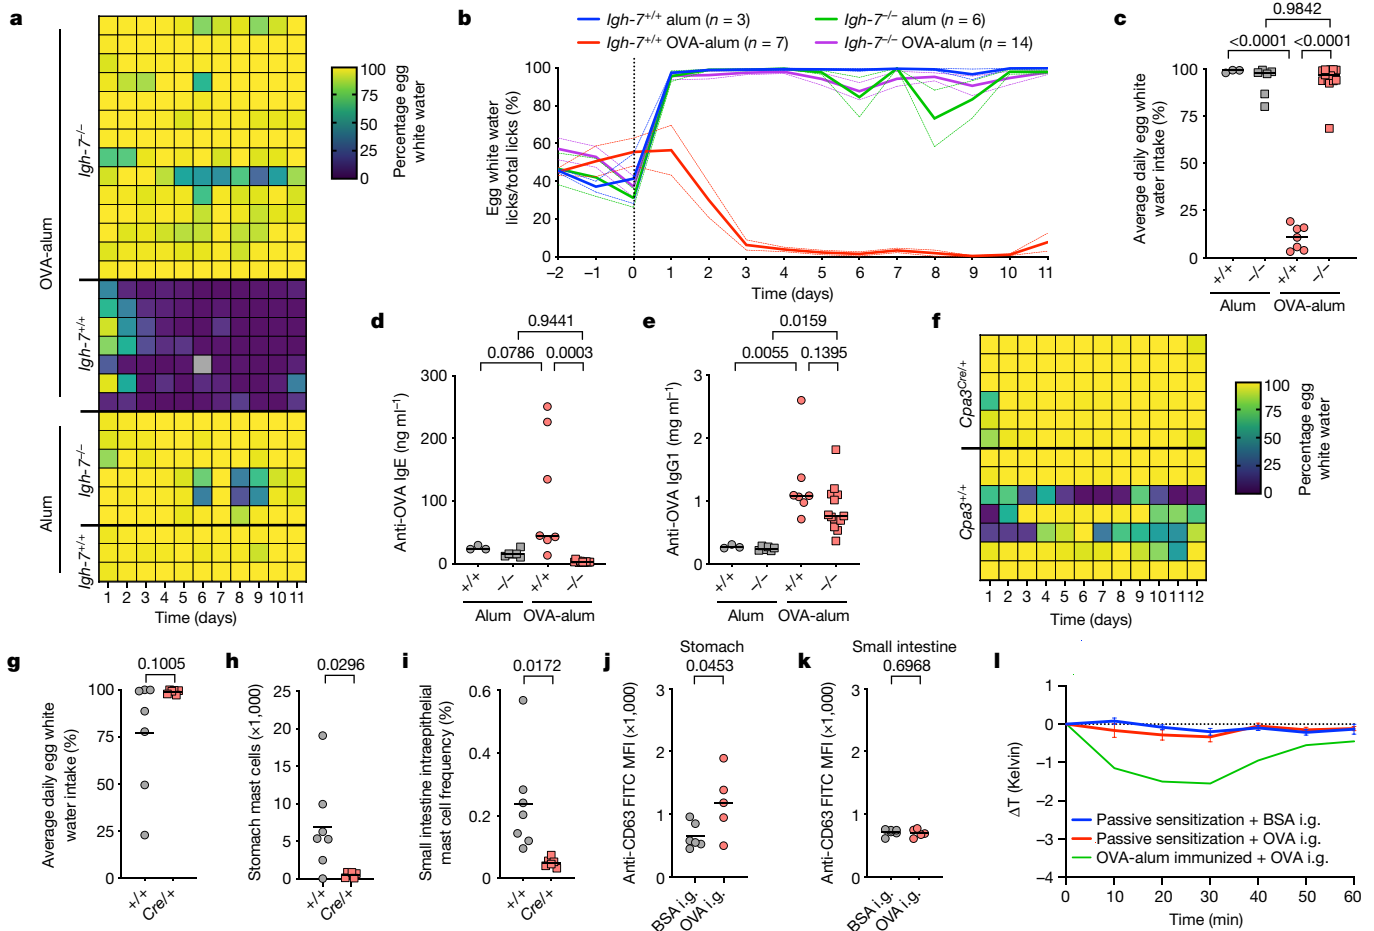 a
OVA-alum
Alum
Igh-7−/−
Igh-7+/+
Igh-7−/−
Igh-7+/+
1 2 3 4 5 6 7 8 9 10 11
Time (days)
100
75
50
25
0
Percentage egg
white water
b
Igh-7+/+ alum (n = 3)
Igh-7+/+ OVA-alum (n = 7)
Igh-7−/− alum (n = 6)
Igh-7−/− OVA-alum (n = 14)
Egg white water
licks/total licks (%)
100
80
60
40
20
0
−2 −1 0 1 2 3 4 5 6 7 8 9 10 11
Time (days)
c
0.9842
<0.0001 <0.0001
Average daily egg white
water intake (%)
100
75
50
25
0
+/+ −/− +/+ −/−
Alum OVA-alum
d
0.9441
0.0786 0.0003
Anti-OVA IgE (ng ml−1)
300
200
100
0
+/+ −/− +/+ −/−
Alum OVA-alum
e
0.0159
0.0055 0.1395
Anti-OVA IgG1 (mg ml−1)
3
2
1
0
+/+ −/− +/+ −/−
Alum OVA-alum
f
Cpa3Cre/+
Cpa3+/+
1 2 3 4 5 6 7 8 9 10 11 12
Time (days)
100
75
50
25
0
Percentage egg
white water
g
0.1005
Average daily egg white
water intake (%)
100
75
50
25
0
+/+ Cre/+
h
0.0296
Stomach mast cells (×1,000)
25
20
15
10
5
0
+/+ Cre/+
i
0.0172
Small intestine intraepithelial
mast cell frequency (%)
0.6
0.4
0.2
0
+/+ Cre/+
j
Stomach
0.0453
Anti-CD63 FITC MFI (×1,000)
3
2
1
0
BSA i.g. OVA i.g.
k
Small intestine
0.6968
Anti-CD63 FITC MFI (×1,000)
3
2
1
0
BSA i.g. OVA i.g.
l
ΔT (Kelvin)
1
0
−1
−2
−3
−4
Passive sensitization + BSA i.g.
Passive sensitization + OVA i.g.
OVA-alum immunized + OVA i.g.
0 10 20 30 40 50 60
Time (min)